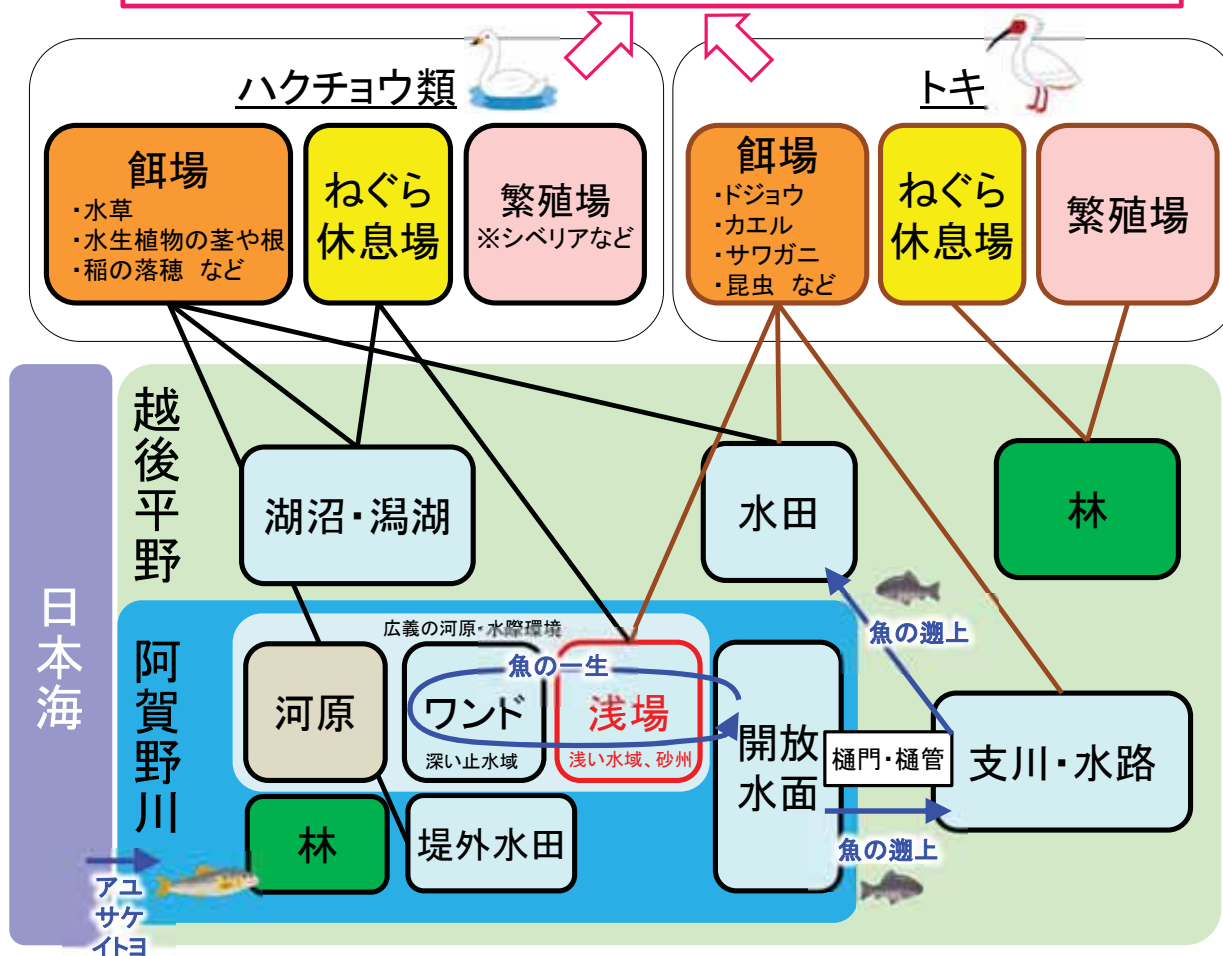 ハクチョウ類
餌場
・水草
・水生植物の茎や根
・稲の落穂 など
ねぐら
休息場
繁殖場
※シベリアなど
トキ
餌場
・ドジョウ
・カエル
・サワガニ
・昆虫 など
ねぐら
休息場
繁殖場
日本海
越後平野
湖沼・潟湖
水田
林
阿賀野川
広義の河原・水際環境
河原
ワンド
深い止水域
浅場
浅い水域、砂州
魚の一生
開放
水面
樋門・樋管
支川・水路
魚の遡上
魚の遡上
林
堤外水田
アユ
サケ
イトヨ